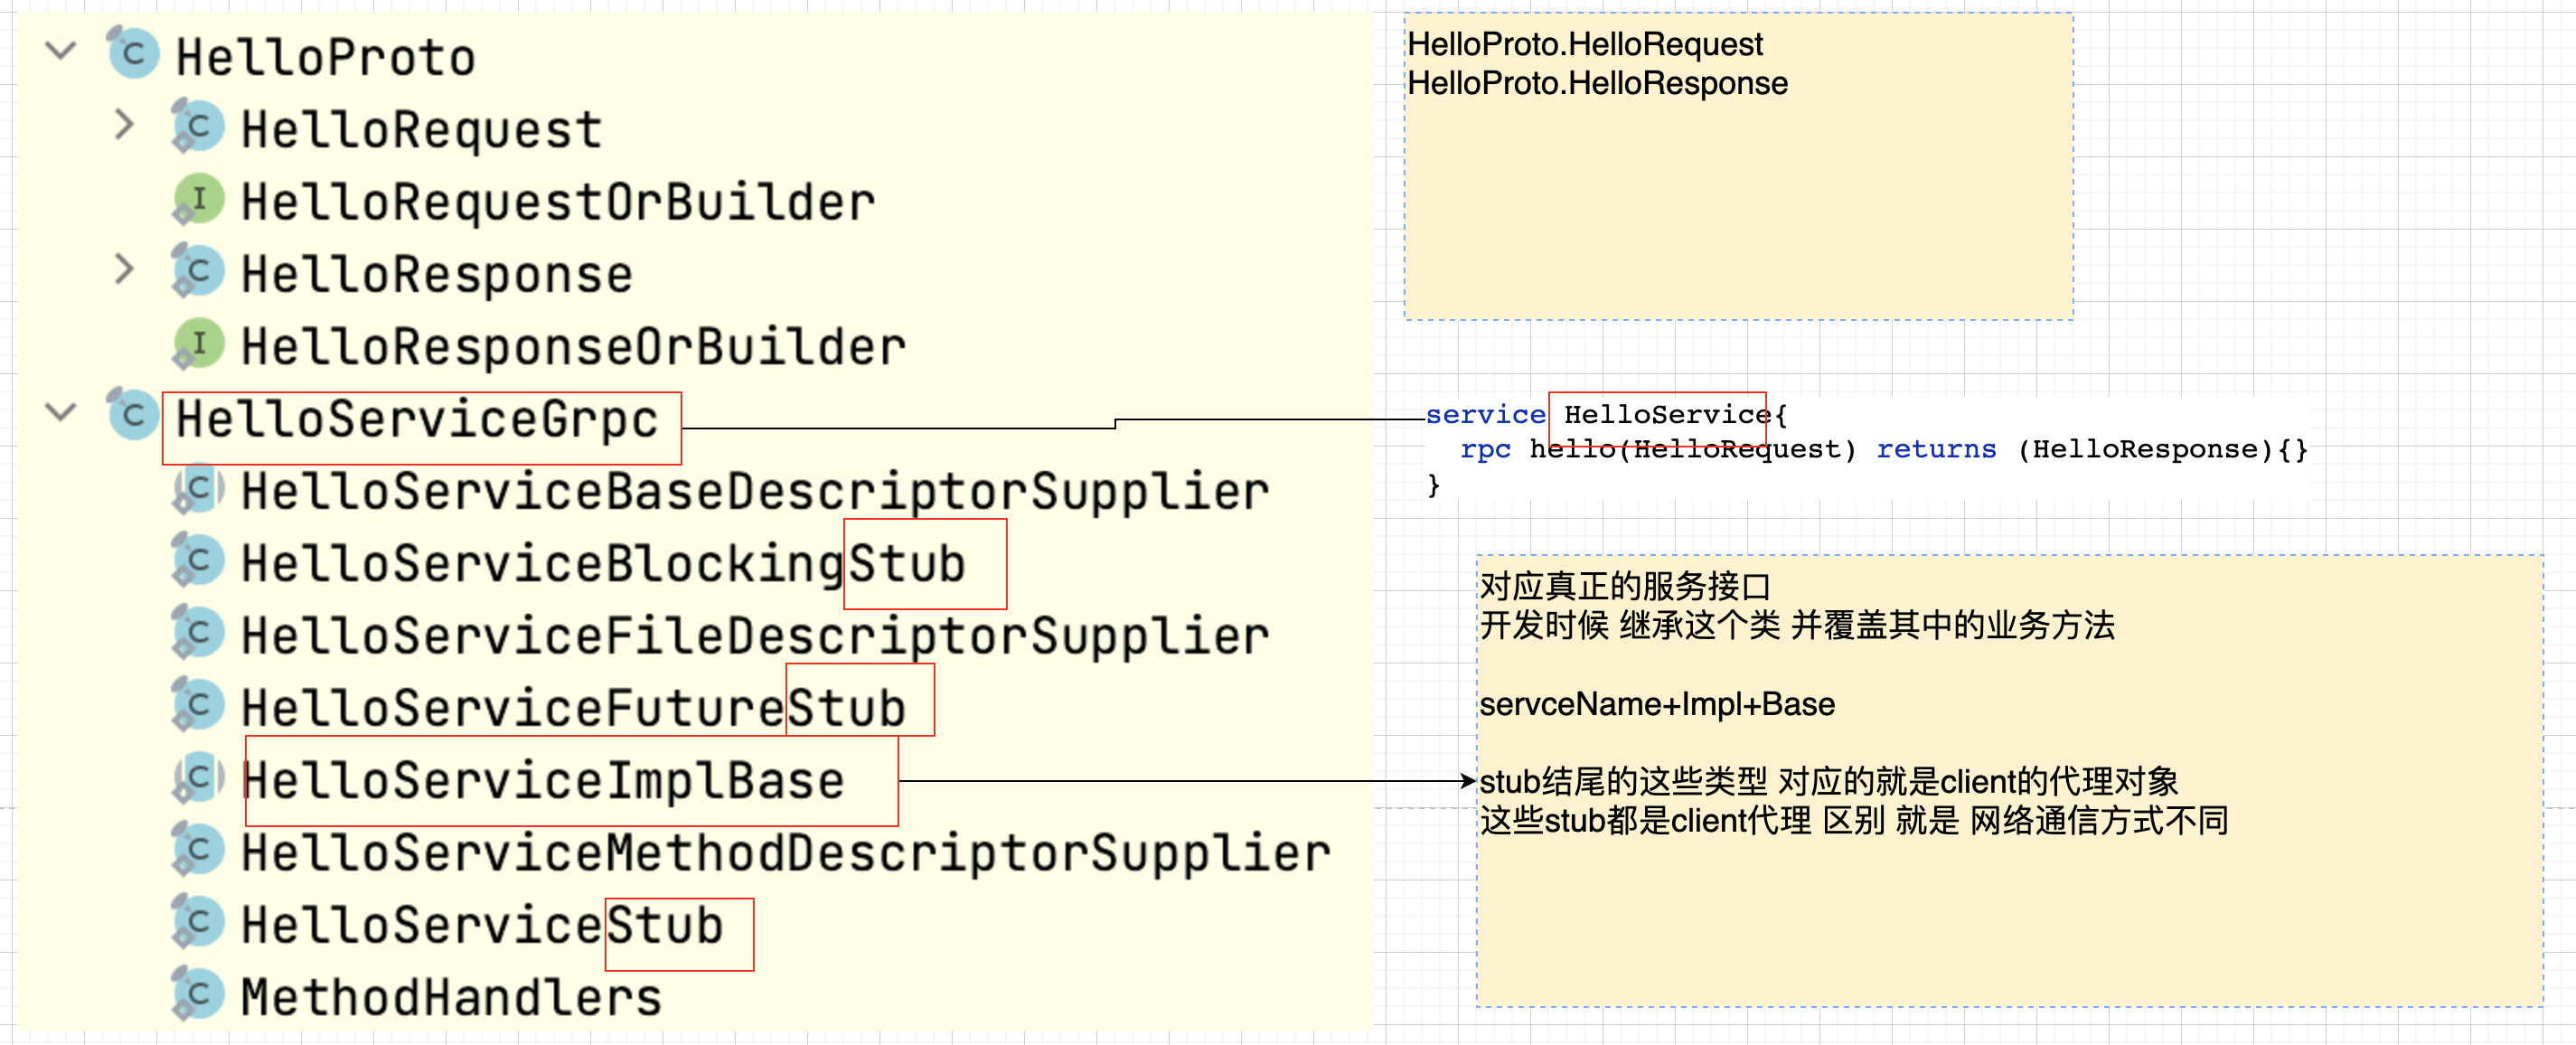 HelloProto
HelloRequest
HelloRequestOrBuilder
HelloResponse
HelloResponseOrBuilder
HelloServiceGrpc
HelloServiceBaseDescriptorSupplier
HelloServiceBlockingStub
HelloServiceFileDescriptorSupplier
HelloServiceFutureStub
HelloServiceImplBase
HelloServiceMethodDescriptorSupplier
HelloServiceStub
MethodHandlers
HelloProto.HelloRequest
HelloProto.HelloResponse
service HelloService{
rpc hello(HelloRequest) returns (HelloResponse){}
}
对应真正的服务接口
开发时候 继承这个类 并覆盖其中的业务方法
servceName+Impl+Base
stub结尾的这些类型 对应的就是client的代理对象
这些stub都是client代理 区别 就是 网络通信方式不同